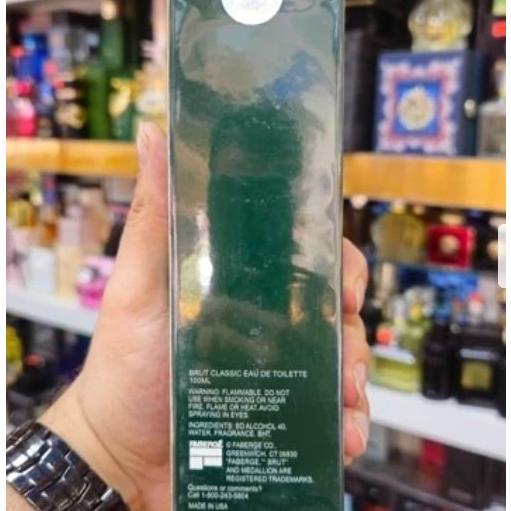 BRUT CLASSIC EAU DE TOILETTE
100ML
WARNING: FLAMMABLE. DO NOT
USE WHEN SMOKING OR NEAR
FIRE, FLAME OR HEAT. AVOID
SPRAYING IN EYES.
INGREDIENTS: SD ALCOHOL 40,
WATER, FRAGRANCE, BHT.
FABERGÉ
© FABERGE CO.,
GREENWICH, CT 06830
"FABERGE," "BRUT"
AND MEDALLION ARE
REGISTERED TRADEMARKS.
Questions or comments?
Call 1-800-243-5804
MADE IN USA